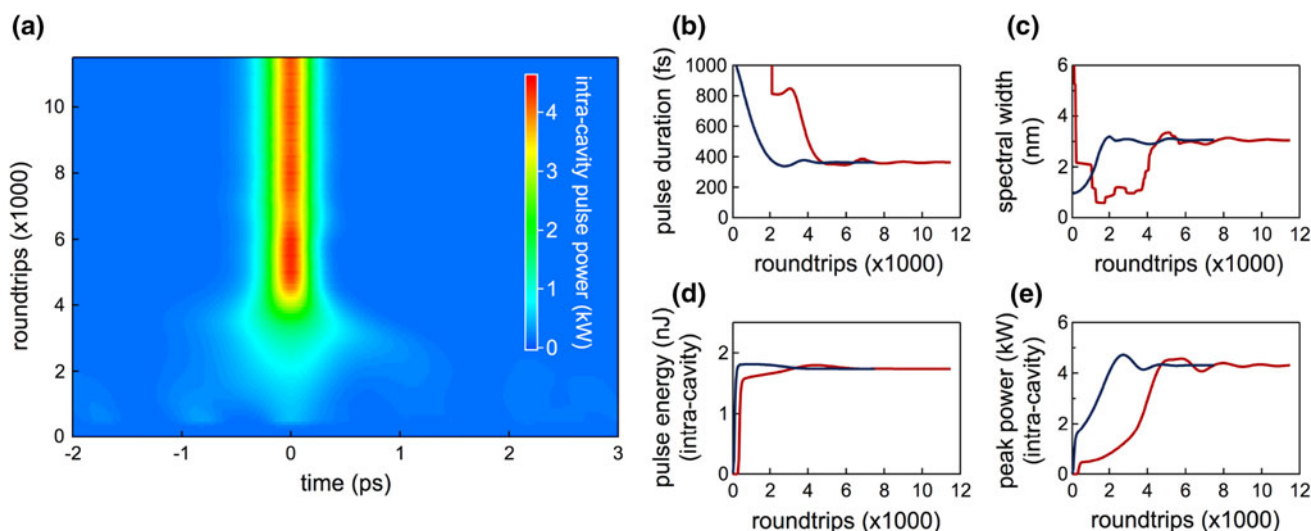 (a)
roundtrips (x1000)
10
8
6
4
2
0
-2
-1
0
1
2
3
time (ps)
intra-cavity pulse power (kW)
4
3
2
1
0
(b)
pulse duration (fs)
1000
800
600
400
200
0
0 2 4 6 8 10 12
roundtrips (x1000)
(c)
spectral width
(nm)
6
4
2
0
0 2 4 6 8 10 12
roundtrips (x1000)
(d)
pulse energy (nJ)
(intra-cavity)
2
1
0
0 2 4 6 8 10 12
roundtrips (x1000)
(e)
peak power (kW)
(intra-cavity)
6
4
2
0
0 2 4 6 8 10 12
roundtrips (x1000)